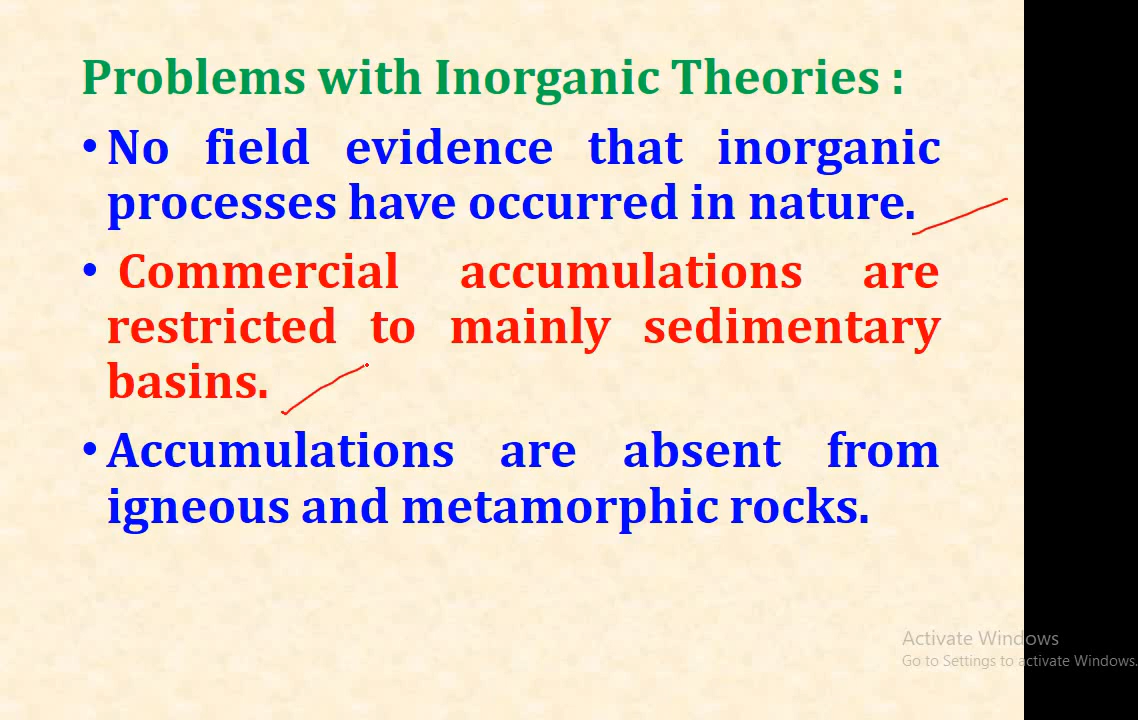 Problems with Inorganic Theories :
• No field evidence that inorganic
processes have occurred in nature.
• Commercial accumulations are
restricted to mainly sedimentary
basins.
• Accumulations are absent from
igneous and metamorphic rocks.
Activate Windows
Go to Settings to activate Windows.